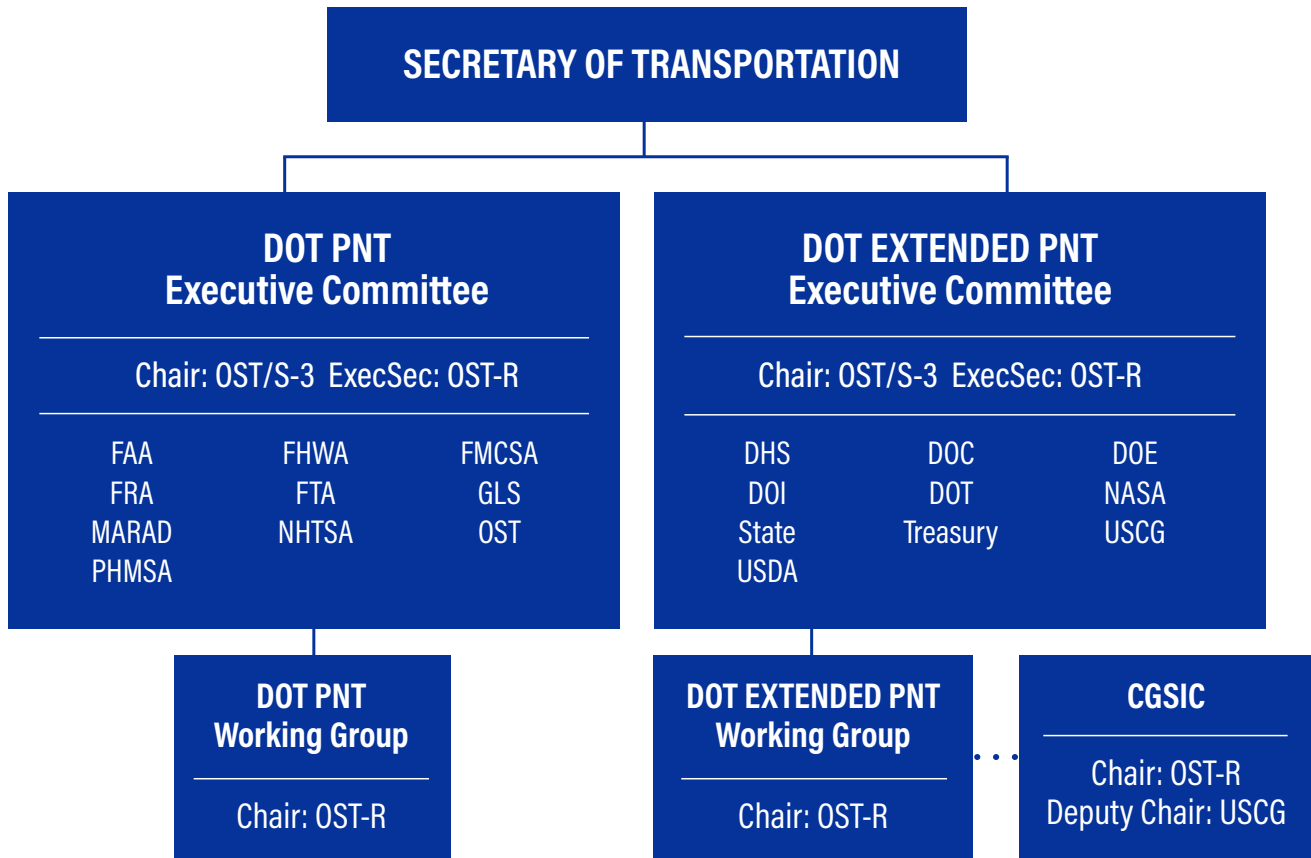 SECRETARY OF TRANSPORTATION
DOT PNT
Executive Committee
Chair: OST/S-3 ExecSec: OST-R
FAA FHWA FMCSA
FRA FTA GLS
MARAD NHTSA OST
PHMSA
DOT EXTENDED PNT
Executive Committee
Chair: OST/S-3 ExecSec: OST-R
DHS DOC DOE
DOI DOT NASA
State Treasury USCG
USDA
DOT PNT
Working Group
Chair: OST-R
DOT EXTENDED PNT
Working Group
Chair: OST-R
CGSIC
Chair: OST-R
Deputy Chair: USCG